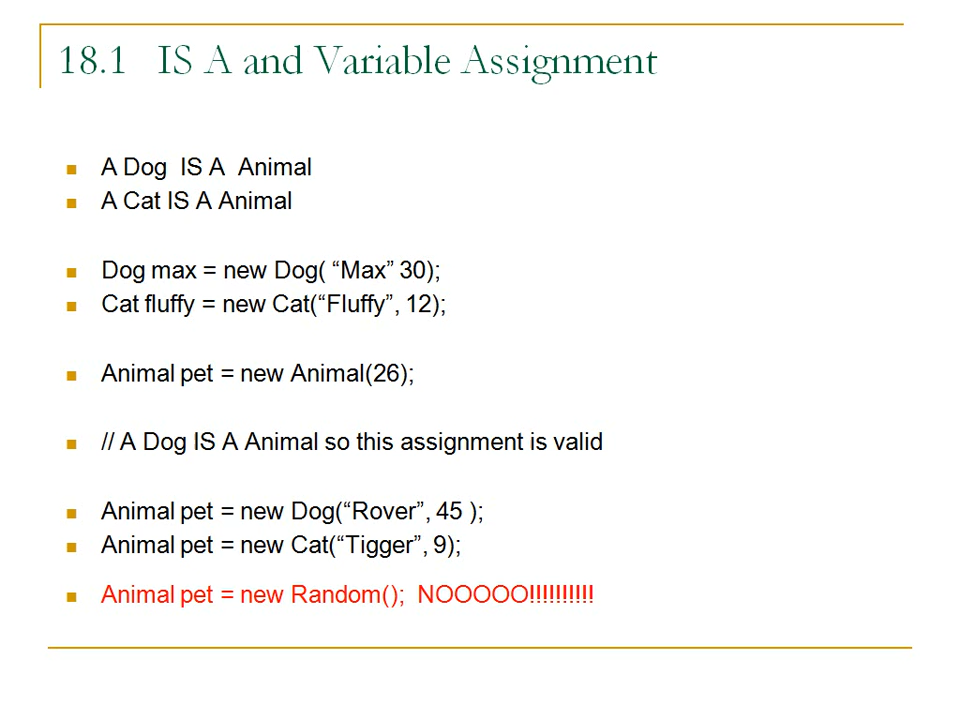 18.1 IS A and Variable Assignment
A Dog IS A Animal
A Cat IS A Animal
Dog max = new Dog( “Max” 30);
Cat fluffy = new Cat(“Fluffy”, 12);
Animal pet = new Animal(26);
// A Dog IS A Animal so this assignment is valid
Animal pet = new Dog(“Rover”, 45 );
Animal pet = new Cat(“Tigger”, 9);
Animal pet = new Random(); NOOOOO!!!!!!!!!!